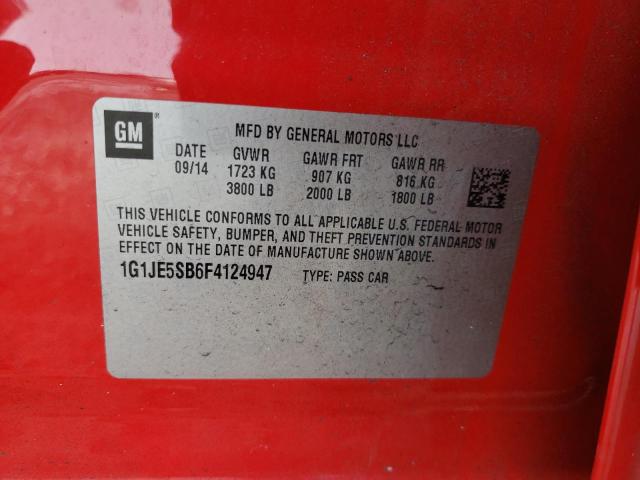 GM
MFD BY GENERAL MOTORS LLC
DATE GVWR GAWR FRT GAWR RR
09/14 1723 KG 907 KG 816 KG
3800 LB 2000 LB 1800 LB
THIS VEHICLE CONFORMS TO ALL APPLICABLE U.S. FEDERAL MOTOR
VEHICLE SAFETY, BUMPER, AND THEFT PREVENTION STANDARDS IN
EFFECT ON THE DATE OF MANUFACTURE SHOWN ABOVE.
1G1JE5SB6F4124947 TYPE: PASS CAR